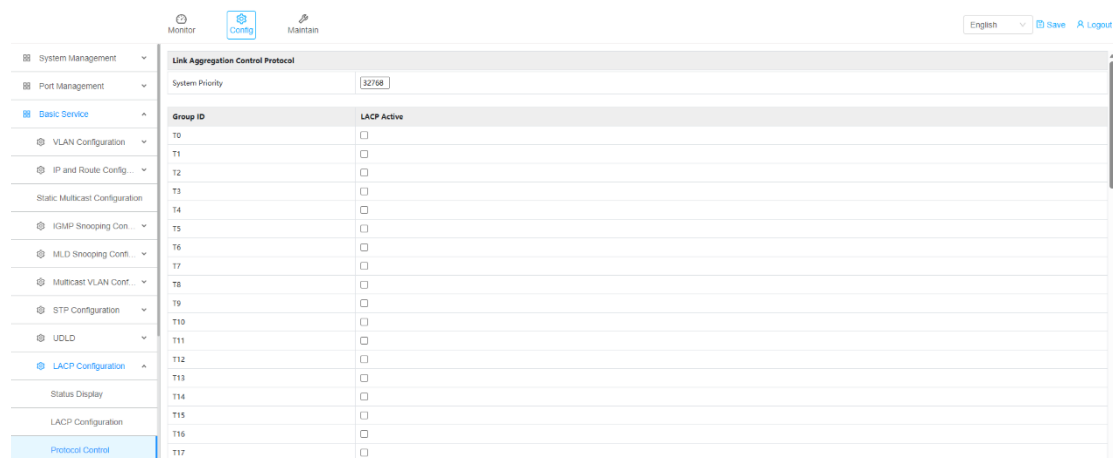 Monitor
Config
Maintain
English
Save
Logout
System Management
Port Management
Basic Service
VLAN Configuration
IP and Route Config...
Static Multicast Configuration
IGMP Snooping Con...
MLD Snooping Confi...
Multicast VLAN Conf...
STP Configuration
UDLD
LACP Configuration
Status Display
LACP Configuration
Protocol Control
Link Aggregation Control Protocol
System Priority 32768
Group ID LACP Active
T0
T1
T2
T3
T4
T5
T6
T7
T8
T9
T10
T11
T12
T13
T14
T15
T16
T17